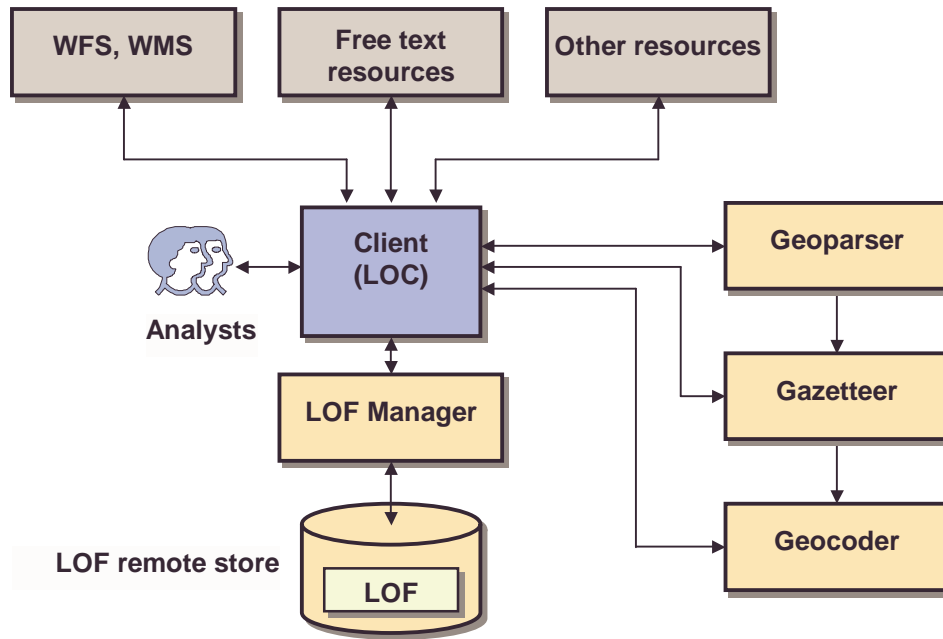 WFS, WMS
Free text
resources
Other resources
Client
(LOC)
Geoparser
Analysts
Gazetteer
LOF Manager
Geocoder
LOF remote store
LOF